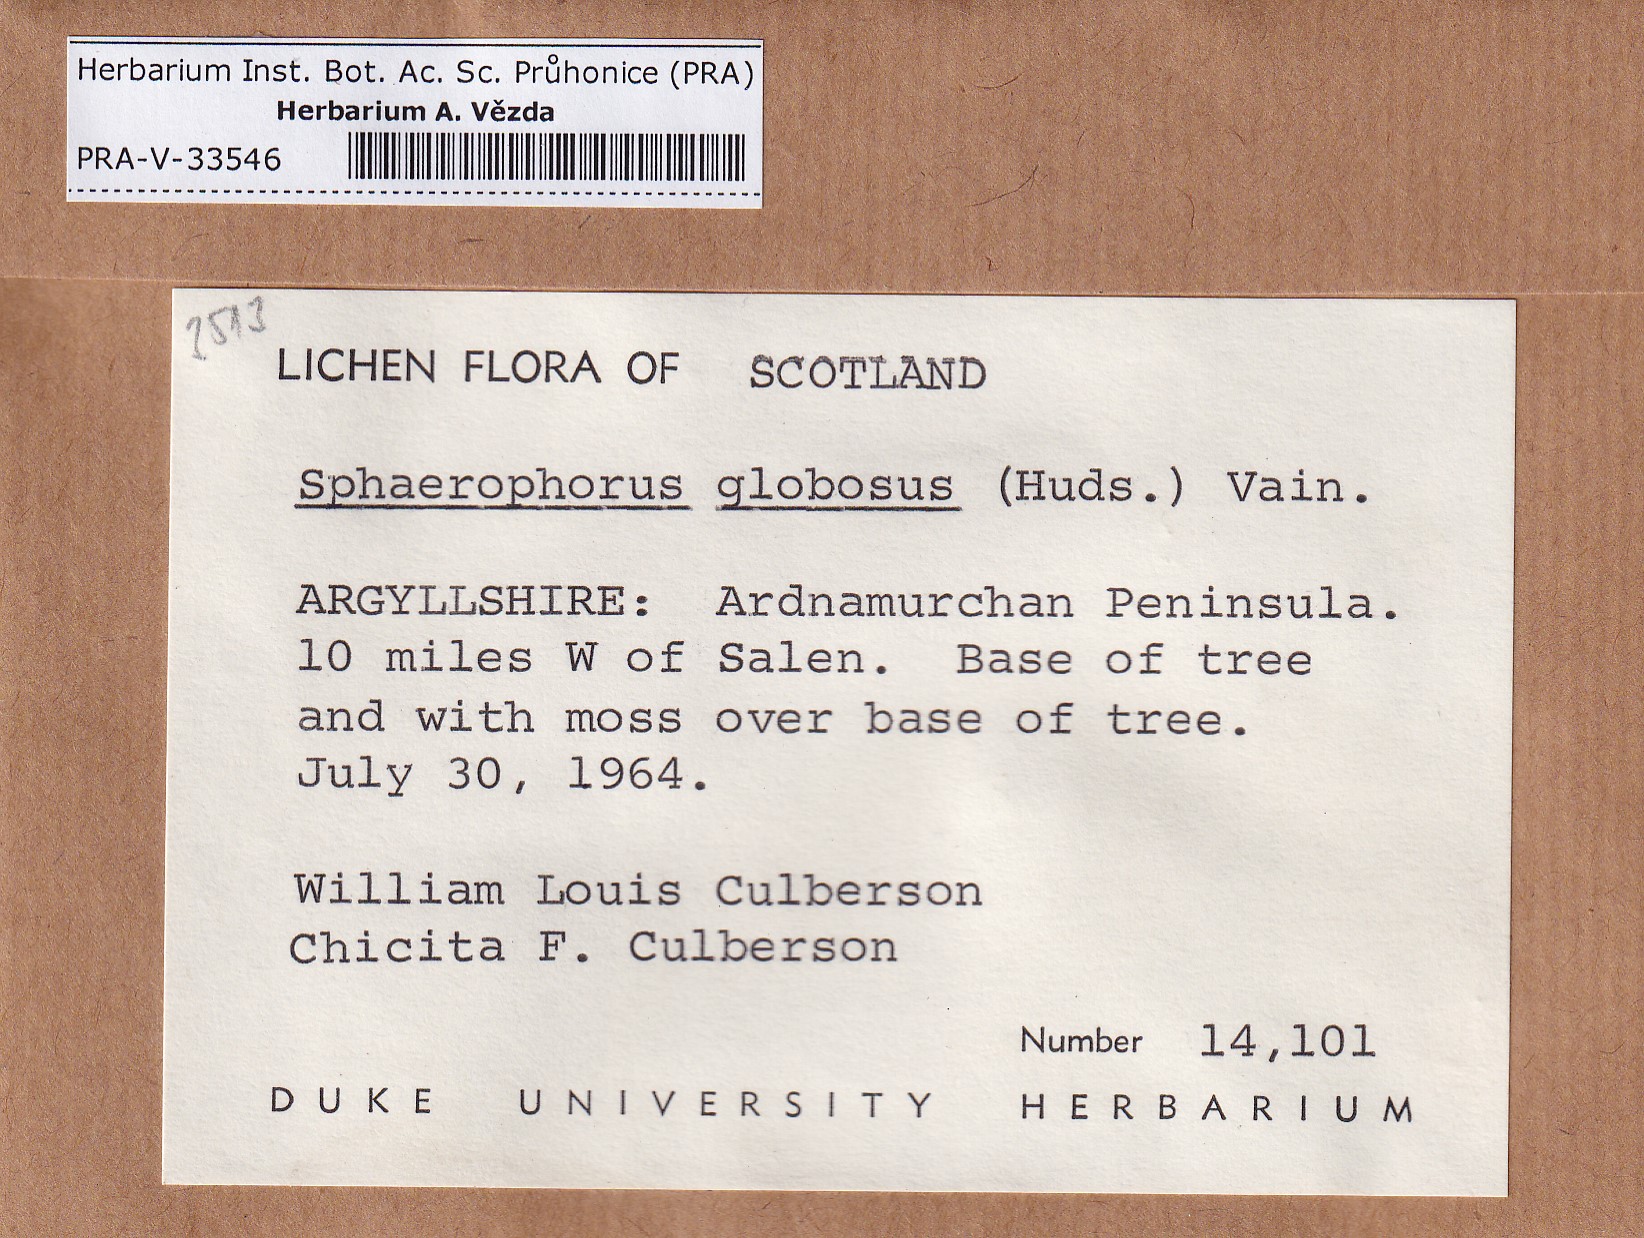 Herbarium Inst. Bot. Ac. Sc. Průhonice (PRA)
Herbarium A. Vězda
PRA-V-33546
LICHEN FLORA OF SCOTLAND
Sphaerophorus globosus (Huds.) Vain.
ARGYLLSHIRE: Ardnamurchan Peninsula.
10 miles W of Salen. Base of tree
and with moss over base of tree.
July 30, 1964.
William Louis Culberson
Chicita F. Culberson
Number 14,101
DUKE UNIVERSITY HERBARIUM